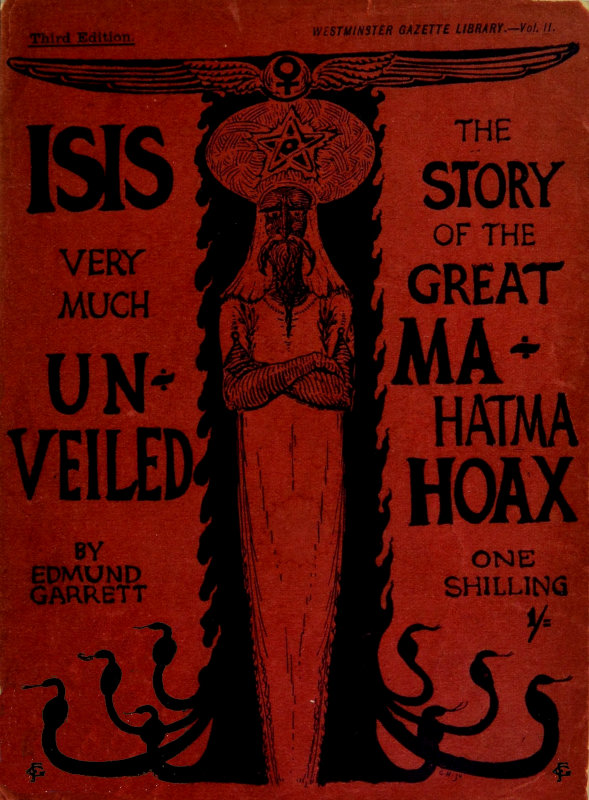 Third Edition.
WESTMINSTER GAZETTE LIBRARY.—Vol. II.
ISIS
VERY
MUCH
UN÷
VEILED
BY
EDMUND
GARRETT
THE
STORY
OF THE
GREAT
MA÷
HATMA
HOAX
ONE
SHILLING
1/=